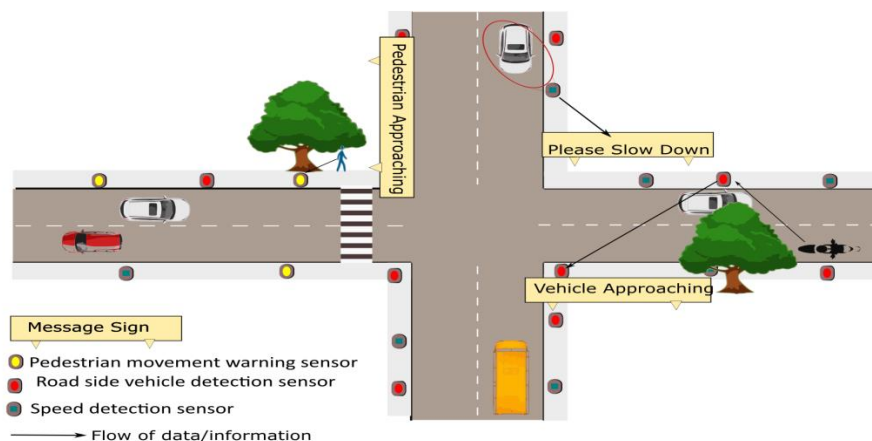 Pedestrian Approaching
Please Slow Down
Vehicle Approaching
Message Sign
Pedestrian movement warning sensor
Road side vehicle detection sensor
Speed detection sensor
Flow of data/information